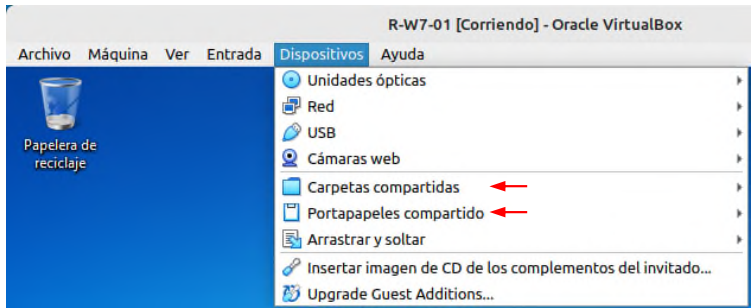 R-W7-01 [Corriendo] - Oracle VirtualBox
Archivo Máquina Ver Entrada Dispositivos Ayuda
Unidades ópticas
Red
USB
Cámaras web
Carpetas compartidas
Portapapeles compartido
Arrastrar y soltar
Insertar imagen de CD de los complementos del invitado...
Upgrade Guest Additions...
Papelera de
reciclaje